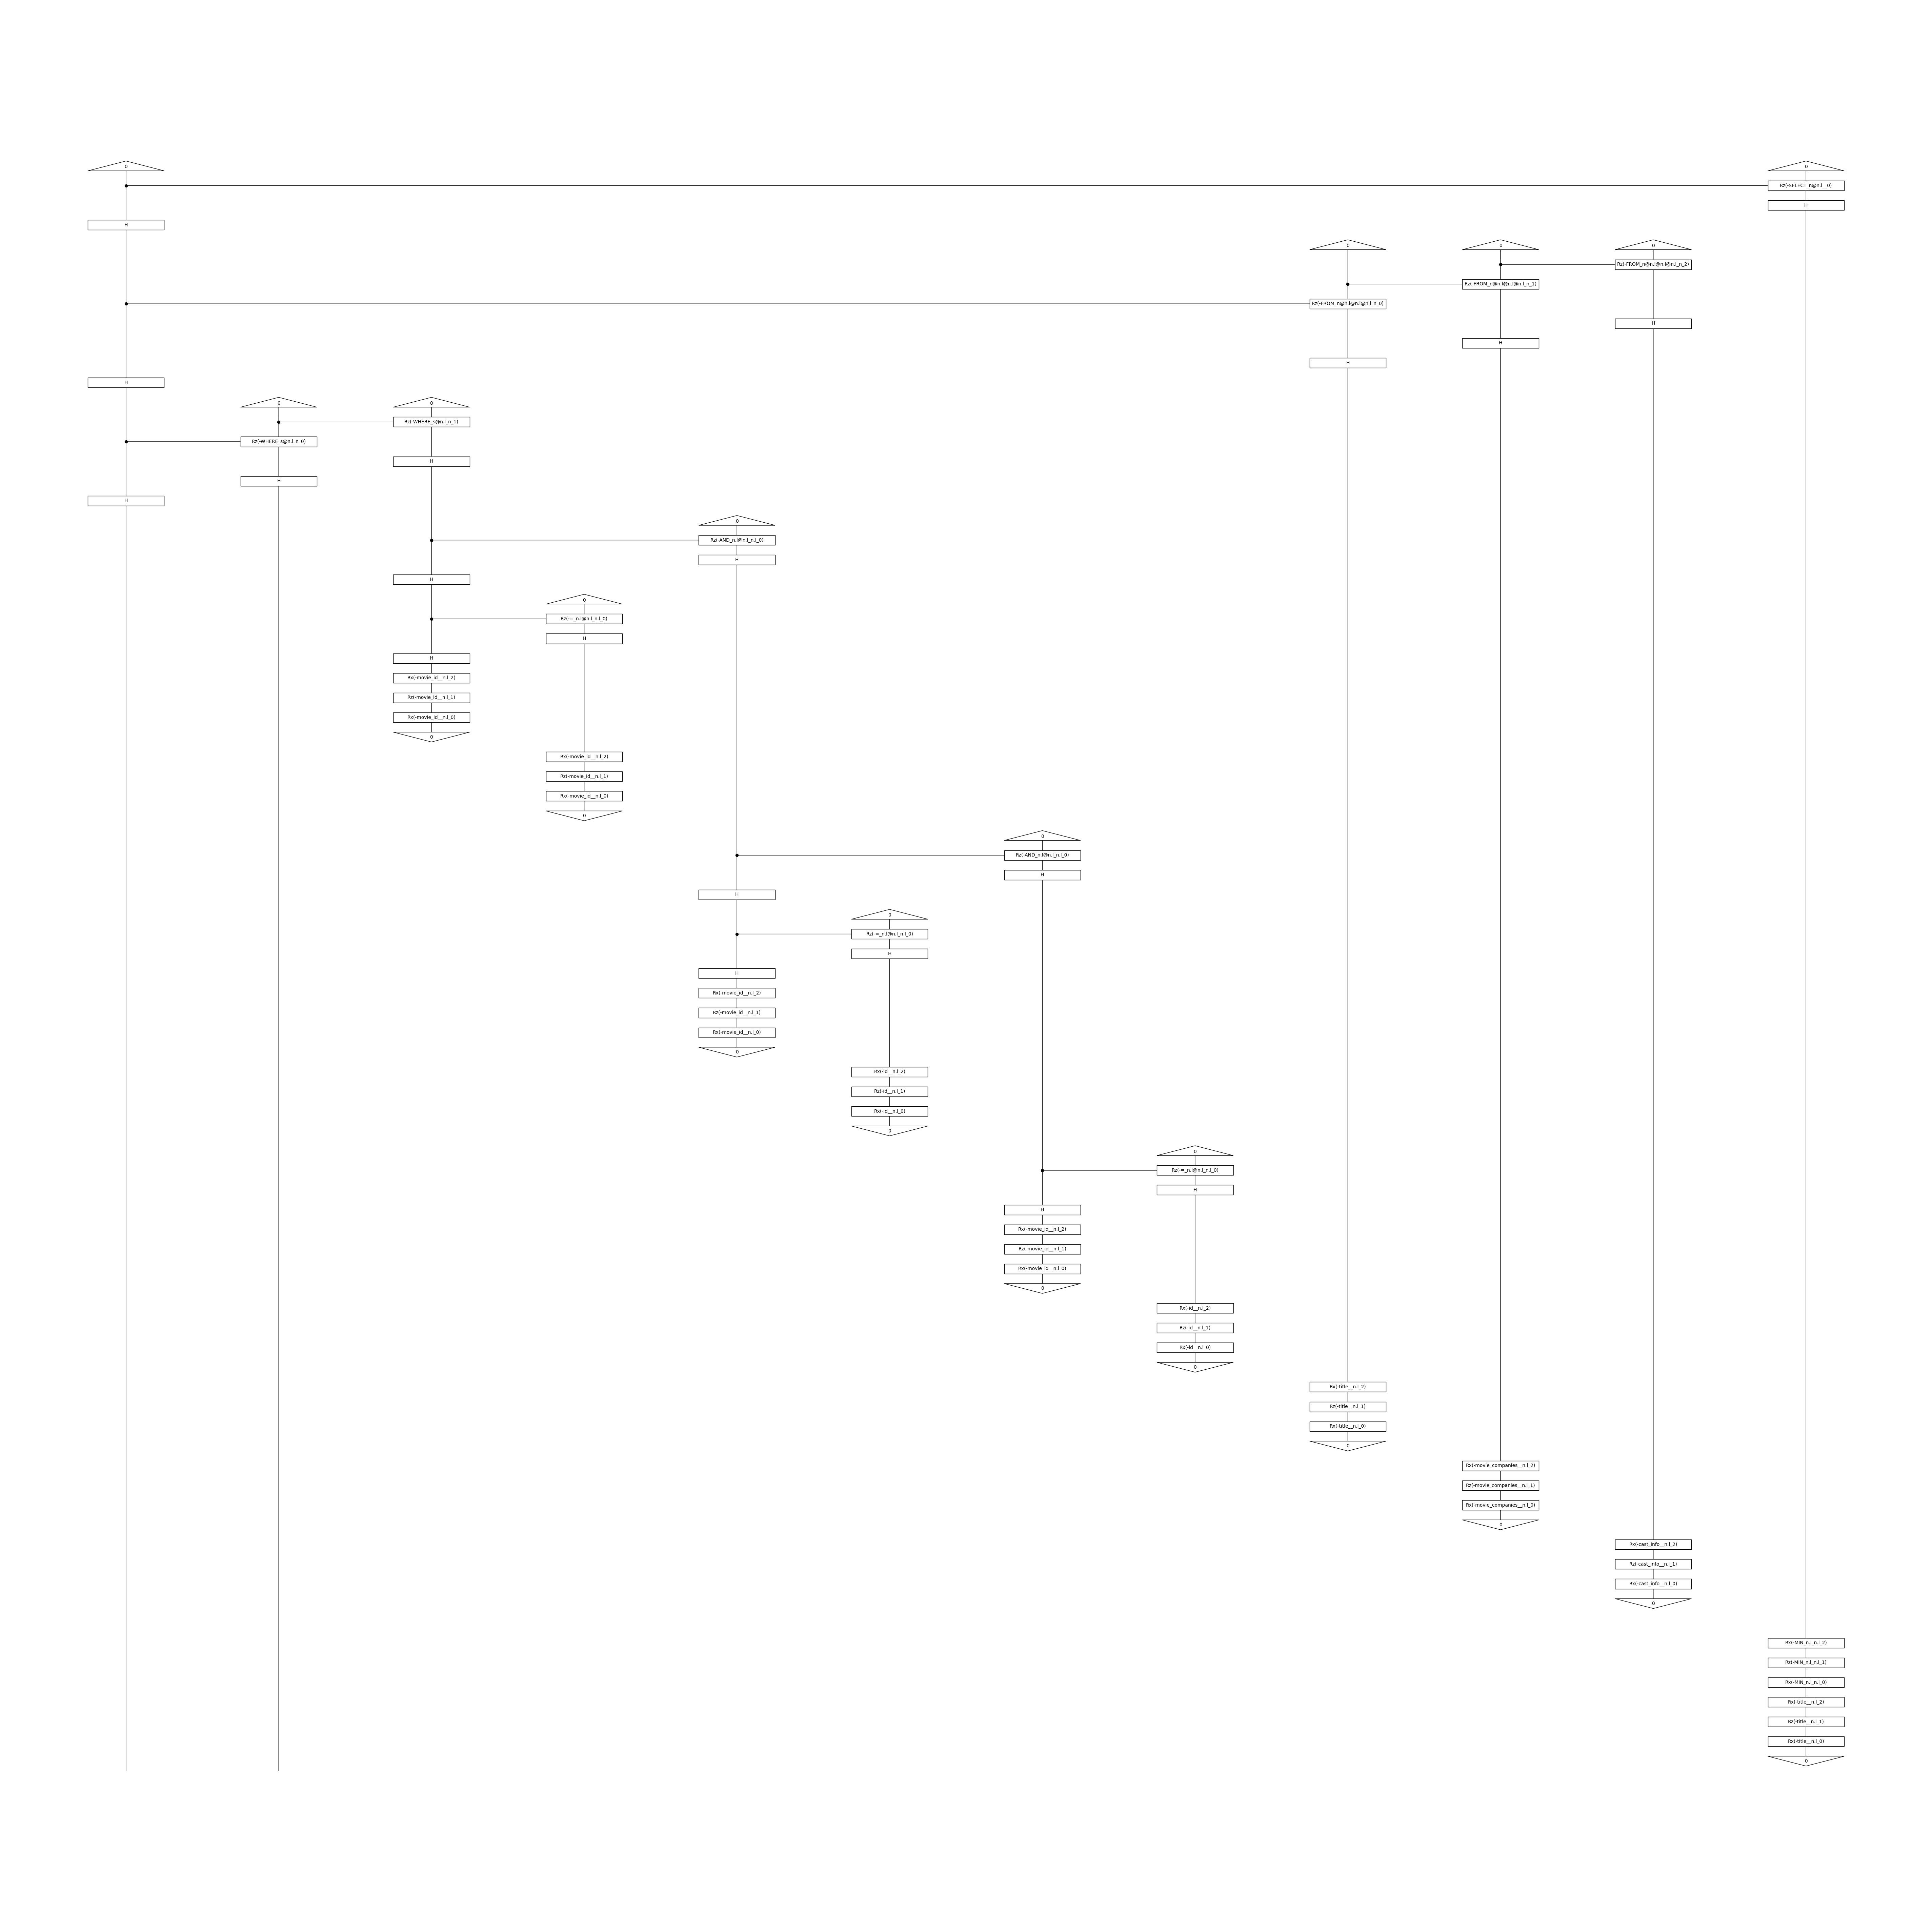 0 0
Rz(-SELECT_n@n.l__0)
H
H
0 0 0
Rz(-FROM_n@n.l@n.l@n.l_n_2)
Rz(-FROM_n@n.l@n.l@n.l_n_1)
Rz(-FROM_n@n.l@n.l@n.l_n_0)
H
H
H
H
0 0
Rz(-WHERE_s@n.l_n_1)
Rz(-WHERE_s@n.l_n_0)
H
H
H
0
Rz(-AND_n.l@n.l_n.l_0)
H
H
0
Rz(-=_n.l@n.l_n.l_0)
H
H
Rx(-movie_id__n.l_2)
Rz(-movie_id__n.l_1)
Rx(-movie_id__n.l_0)
0
Rx(-movie_id__n.l_2)
Rz(-movie_id__n.l_1)
Rx(-movie_id__n.l_0)
0
0
Rz(-AND_n.l@n.l_n.l_0)
H
H
0
Rz(-=_n.l@n.l_n.l_0)
H
H
Rx(-movie_id__n.l_2)
Rz(-movie_id__n.l_1)
Rx(-movie_id__n.l_0)
0
Rx(-id__n.l_2)
Rz(-id__n.l_1)
Rx(-id__n.l_0)
0
0
Rz(-=_n.l@n.l_n.l_0)
H
H
Rx(-movie_id__n.l_2)
Rz(-movie_id__n.l_1)
Rx(-movie_id__n.l_0)
0
Rx(-id__n.l_2)
Rz(-id__n.l_1)
Rx(-id__n.l_0)
0
Rx(-title__n.l_2)
Rz(-title__n.l_1)
Rx(-title__n.l_0)
0
Rx(-movie_companies__n.l_2)
Rz(-movie_companies__n.l_1)
Rx(-movie_companies__n.l_0)
0
Rx(-cast_info__n.l_2)
Rz(-cast_info__n.l_1)
Rx(-cast_info__n.l_0)
0
Rx(-MIN_n.l_n.l_2)
Rz(-MIN_n.l_n.l_1)
Rx(-MIN_n.l_n.l_0)
Rx(-title__n.l_2)
Rz(-title__n.l_1)
Rx(-title__n.l_0)
0